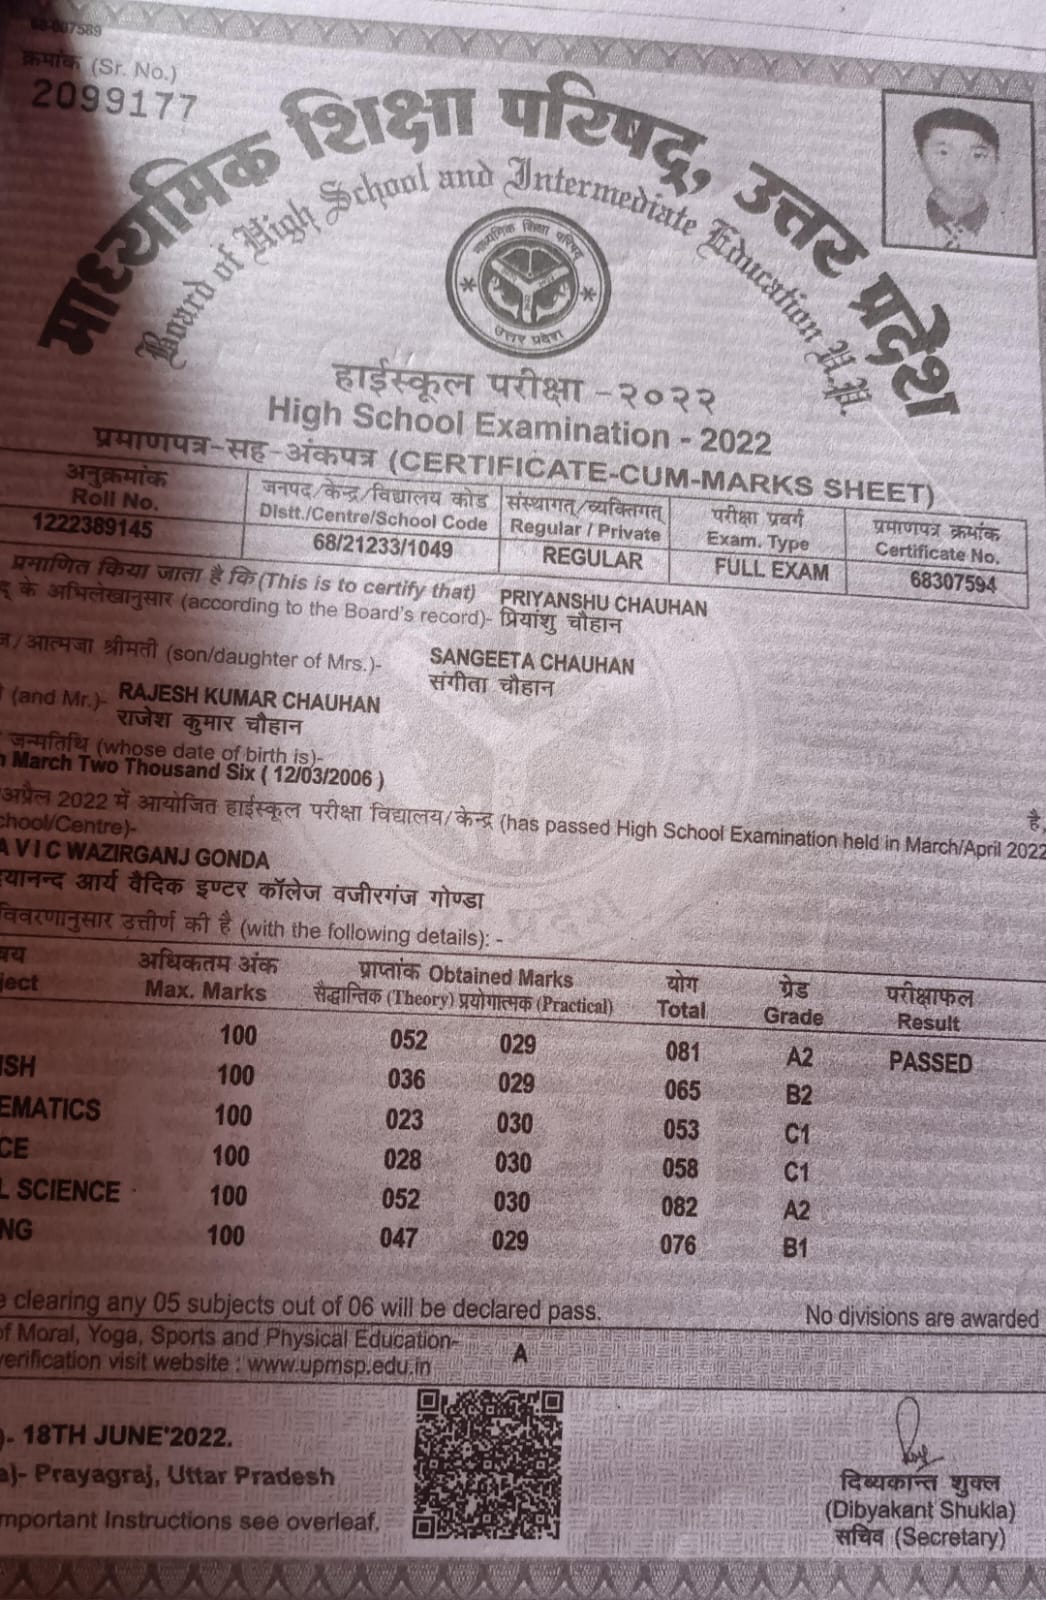 68-007589
क्रमांक (Sr. No.)
2099177
माध्यमिक शिक्षा परिषद्, उत्तर प्रदेश
Board of High School and Intermediate Education U.P.
माध्यमिक शिक्षा परिषद
उत्तर प्रदेश
हाईस्कूल परीक्षा - २०२२
High School Examination - 2022
प्रमाणपत्र-सह-अंकपत्र (CERTIFICATE-CUM-MARKS SHEET)
अनुक्रमांक जनपद/केन्द्र/विद्यालय कोड संस्थागत/व्यक्तिगत परीक्षा प्रवर्ग प्रमाणपत्र क्रमांक
Roll No. Distt./Centre/School Code Regular / Private Exam. Type Certificate No.
1222389145 68/21233/1049 REGULAR FULL EXAM 68307594
प्रमाणित किया जाता है कि (This is to certify that) PRIYANSHU CHAUHAN
के अभिलेखानुसार (according to the Board's record)- प्रियांशु चौहान
/आत्मजा श्रीमती (son/daughter of Mrs.)- SANGEETA CHAUHAN
संगीता चौहान
(and Mr.)- RAJESH KUMAR CHAUHAN
राजेश कुमार चौहान
जन्मतिथि (whose date of birth is)-
h March Two Thousand Six ( 12/03/2006 )
है,
अप्रैल 2022 में आयोजित हाईस्कूल परीक्षा विद्यालय/केन्द्र (has passed High School Examination held in March/April 2022
chool/Centre)-
A V I C WAZIRGANJ GONDA
यानन्द आर्य वैदिक इण्टर कॉलेज वजीरगंज गोण्डा
विवरणानुसार उत्तीर्ण की है (with the following details): -
षय अधिकतम अंक प्राप्तांक Obtained Marks योग ग्रेड परीक्षाफल
ject Max. Marks सैद्धान्तिक (Theory) प्रयोगात्मक (Practical) Total Grade Result
100 052 029 081 A2 PASSED
ISH 100 036 029 065 B2
EMATICS 100 023 030 053 C1
CE 100 028 030 058 C1
L SCIENCE 100 052 030 082 A2
NG 100 047 029 076 B1
e clearing any 05 subjects out of 06 will be declared pass. No divisions are awarded
of Moral, Yoga, Sports and Physical Education- A
verification visit website : www.upmsp.edu.in
)- 18TH JUNE'2022.
a)- Prayagraj, Uttar Pradesh
mportant Instructions see overleaf.
दिव्यकान्त शुक्ल
(Dibyakant Shukla)
सचिव (Secretary)